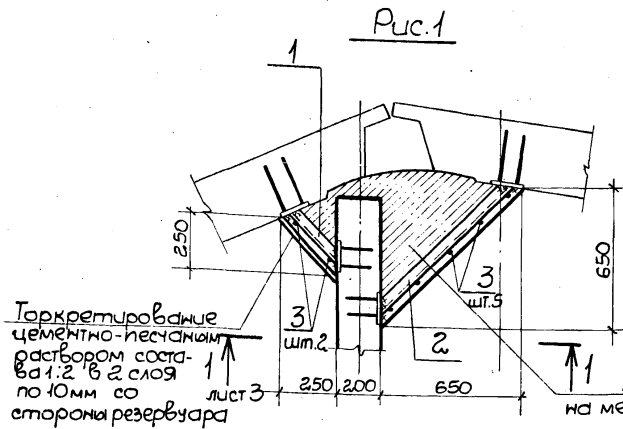 Рис.1
1
250
650
3
шт.5
3
шт.2
2
Торкретирование
цементно-песчаным
раствором соста-
ва 1:2 в 2 слоя
по 10мм со
стороны резервуара
1
лист 3
250
200
650
1
на ме